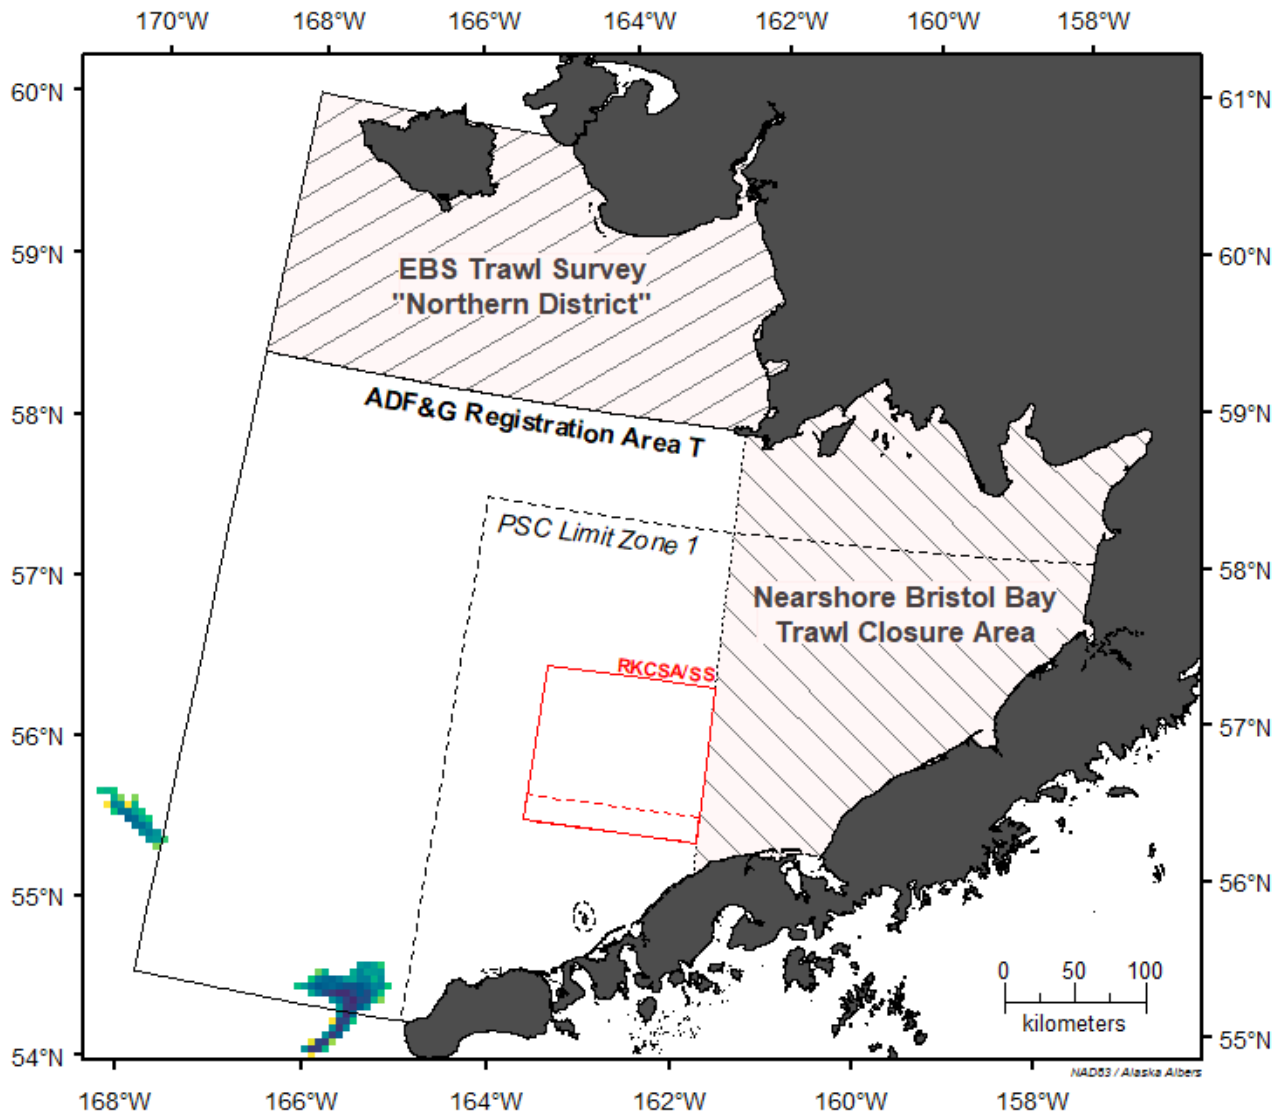 170°W 168°W 166°W 164°W 162°W 160°W 158°W
60°N
61°N
59°N
60°N
EBS Trawl Survey
"Northern District"
58°N
59°N
ADF&G Registration Area T
PSC Limit Zone 1
57°N
58°N
Nearshore Bristol Bay
Trawl Closure Area
RKCSA/SS
56°N
57°N
55°N
56°N
0 50 100
kilometers
54°N
55°N
NAD83 / Alaska Albers
168°W 166°W 164°W 162°W 160°W 158°W